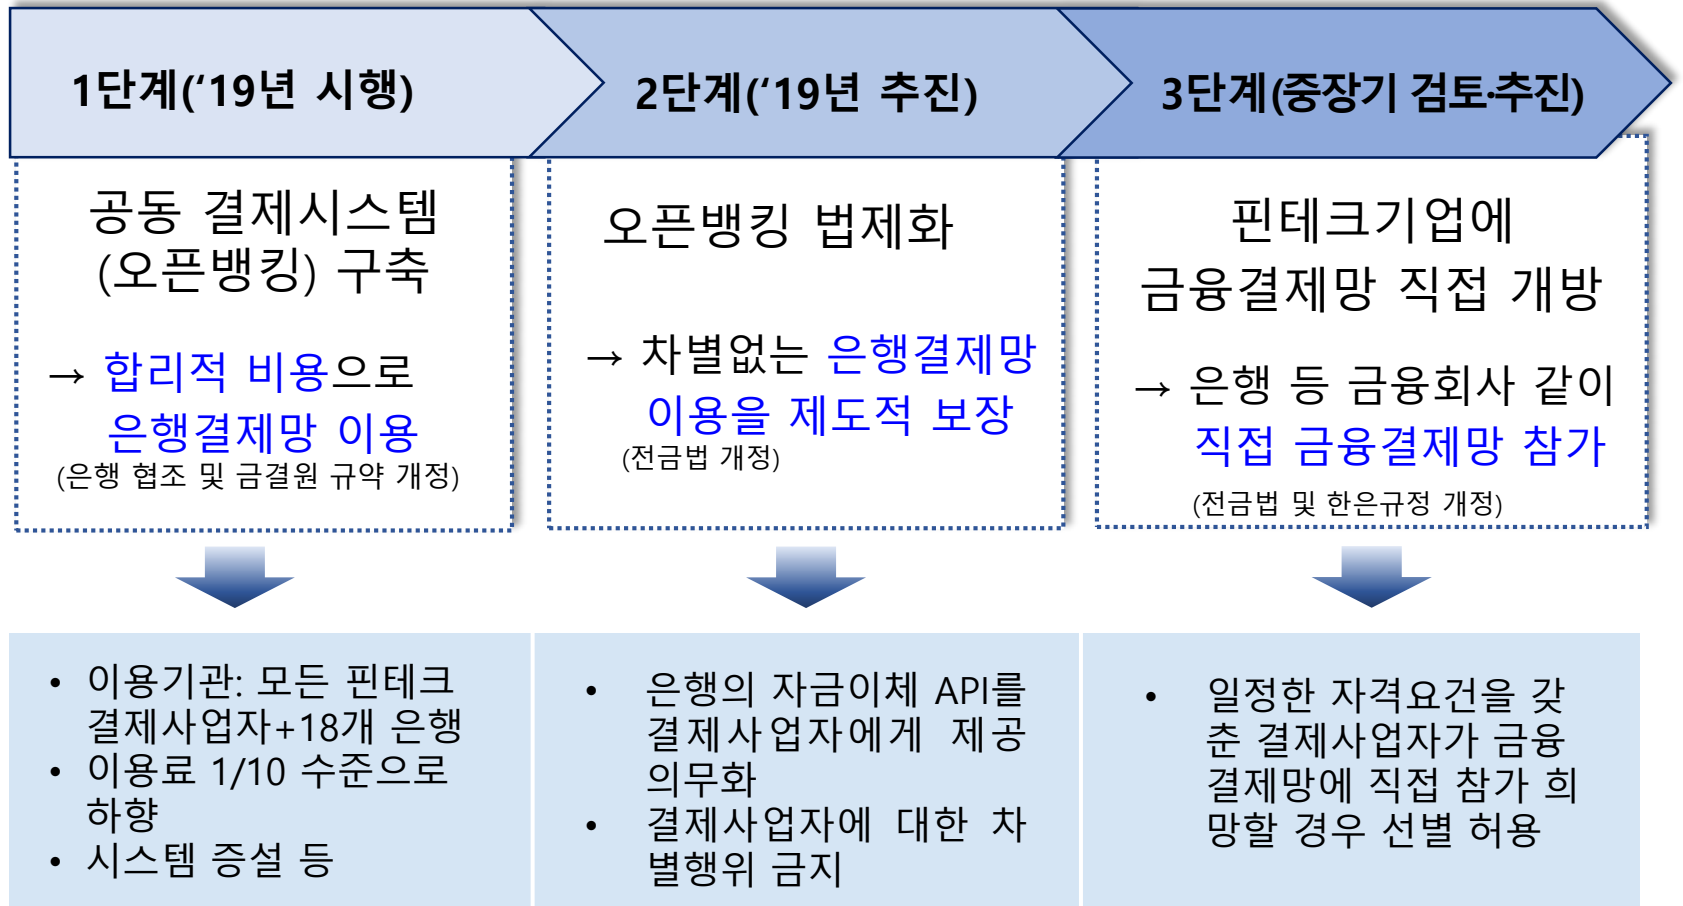 1단계(‘19년 시행)
2단계(‘19년 추진)
3단계(중장기 검토·추진)
공동 결제시스템
(오픈뱅킹) 구축
→ 합리적 비용으로
은행결제망 이용
(은행 협조 및 금결원 규약 개정)
오픈뱅킹 법제화
→ 차별없는 은행결제망
이용을 제도적 보장
(전금법 개정)
핀테크기업에
금융결제망 직접 개방
→ 은행 등 금융회사 같이
직접 금융결제망 참가
(전금법 및 한은규정 개정)
• 이용기관: 모든 핀테크
결제사업자+18개 은행
• 이용료 1/10 수준으로
하향
• 시스템 증설 등
• 은행의 자금이체 API를
결제사업자에게 제공
의무화
• 결제사업자에 대한 차
별행위 금지
• 일정한 자격요건을 갖
춘 결제사업자가 금융
결제망에 직접 참가 희
망할 경우 선별 허용